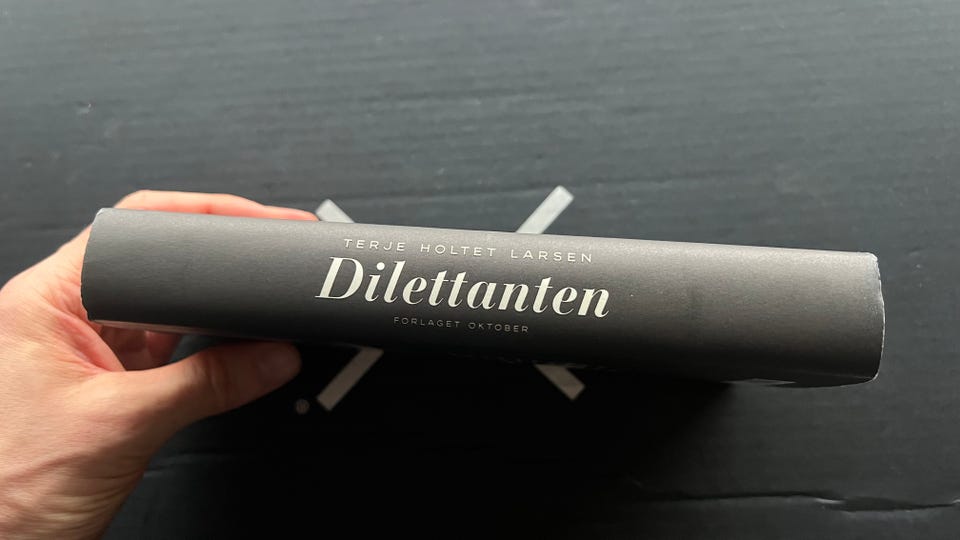 TERJE HOLTET LARSEN
Dilettanten
FORLAGET OKTOBER